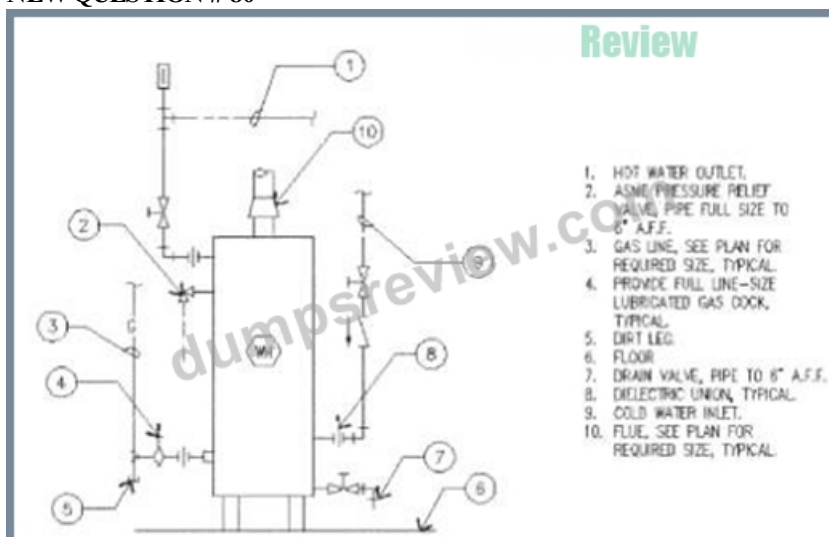 Review
1
10
2
9
3
4
8
WH
7
5
6
dumpsreview.com
1. HOT WATER OUTLET.
2. ASME PRESSURE RELIEF
VALVE, PIPE FULL SIZE TO
6" A.F.F.
3. GAS LINE, SEE PLAN FOR
REQUIRED SIZE, TYPICAL.
4. PROVIDE FULL LINE-SIZE
LUBRICATED GAS COCK,
TYPICAL.
5. DIRT LEG.
6. FLOOR
7. DRAIN VALVE, PIPE TO 6" A.F.F.
8. DIELECTRIC UNION, TYPICAL.
9. COLD WATER INLET.
10. FLUE, SEE PLAN FOR
REQUIRED SIZE, TYPICAL.